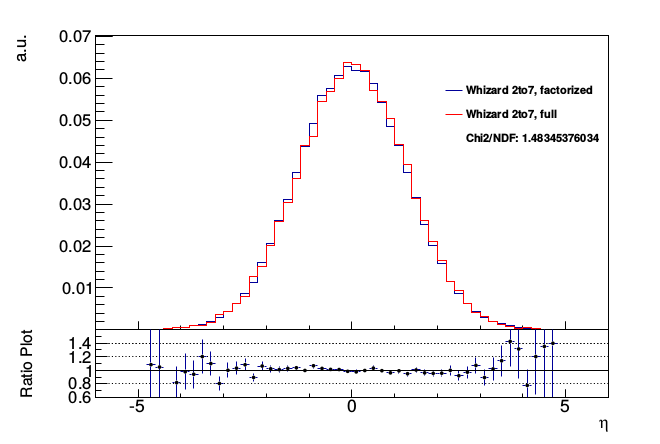 a.u.
0.07
0.06
0.05
0.04
0.03
0.02
0.01
Whizard 2to7, factorized
Whizard 2to7, full
Chi2/NDF: 1.48345376034
Ratio Plot
1.4
1.2
1
0.8
0.6
-5 0 5
η